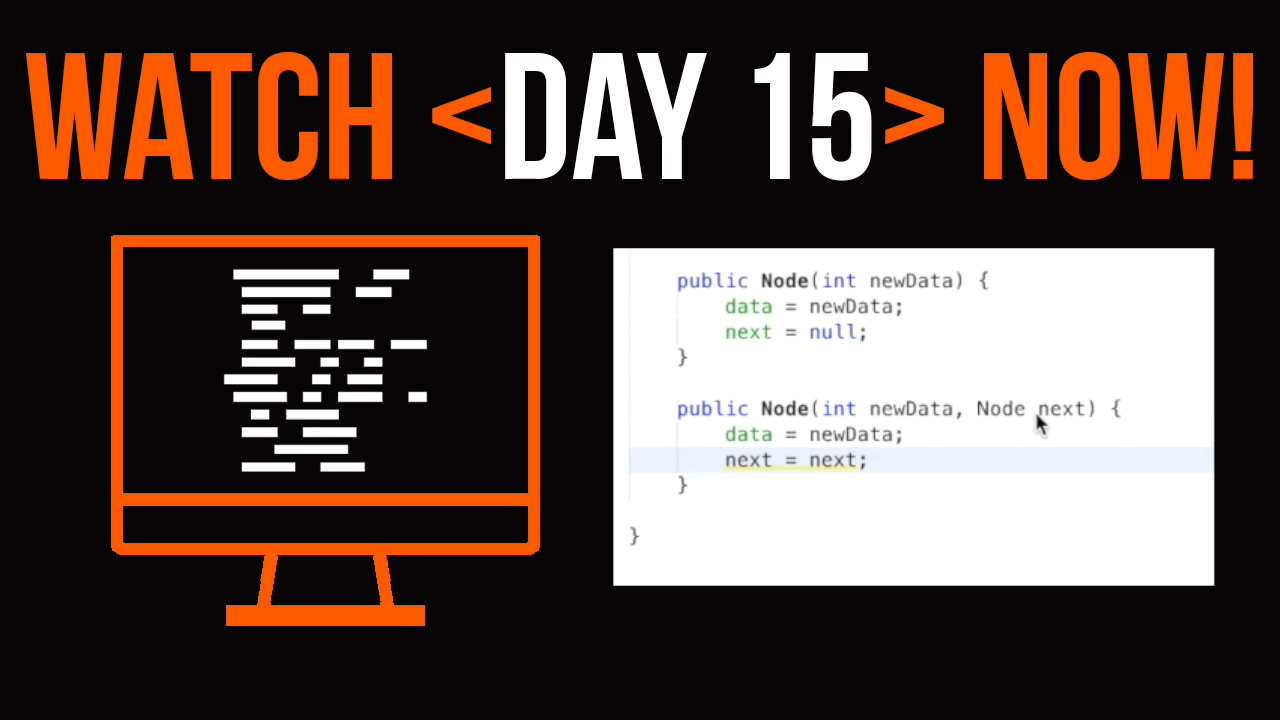 WATCH <DAY 15> NOW!
public Node(int newData) {
data = newData;
next = null;
}
public Node(int newData, Node next) {
data = newData;
next = next;
}
}